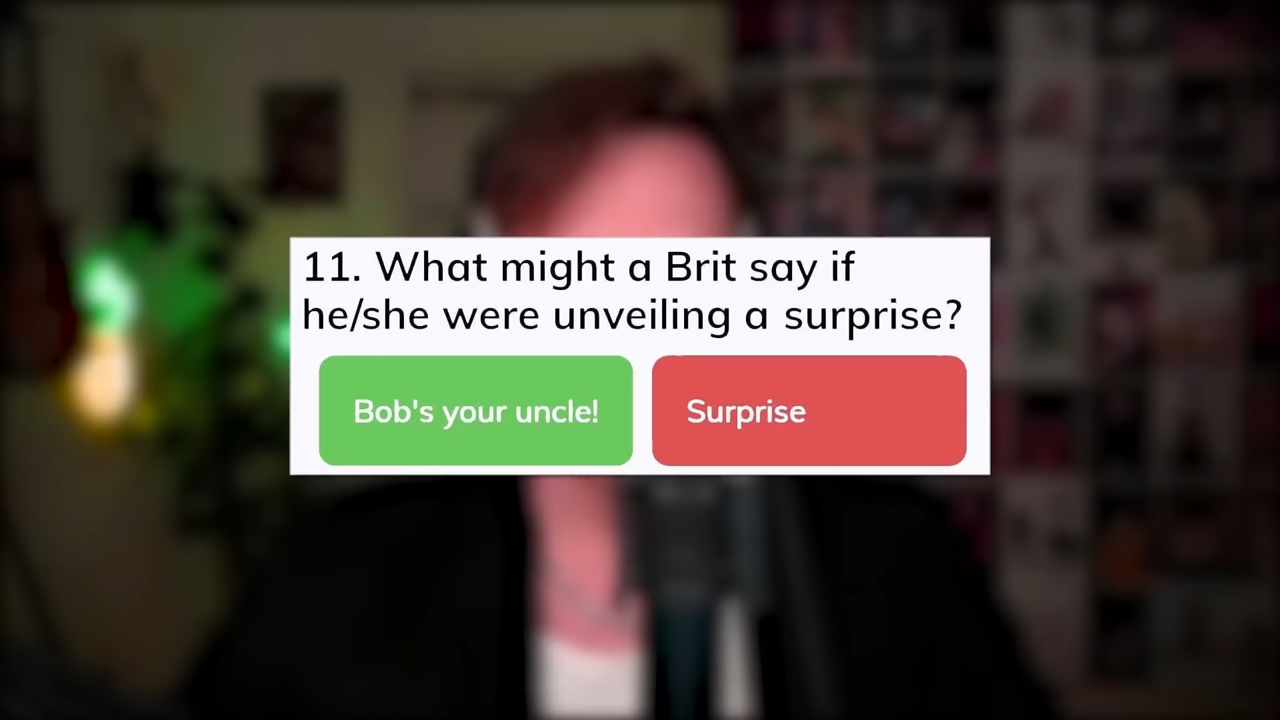 11. What might a Brit say if
he/she were unveiling a surprise?
Bob's your uncle!
Surprise